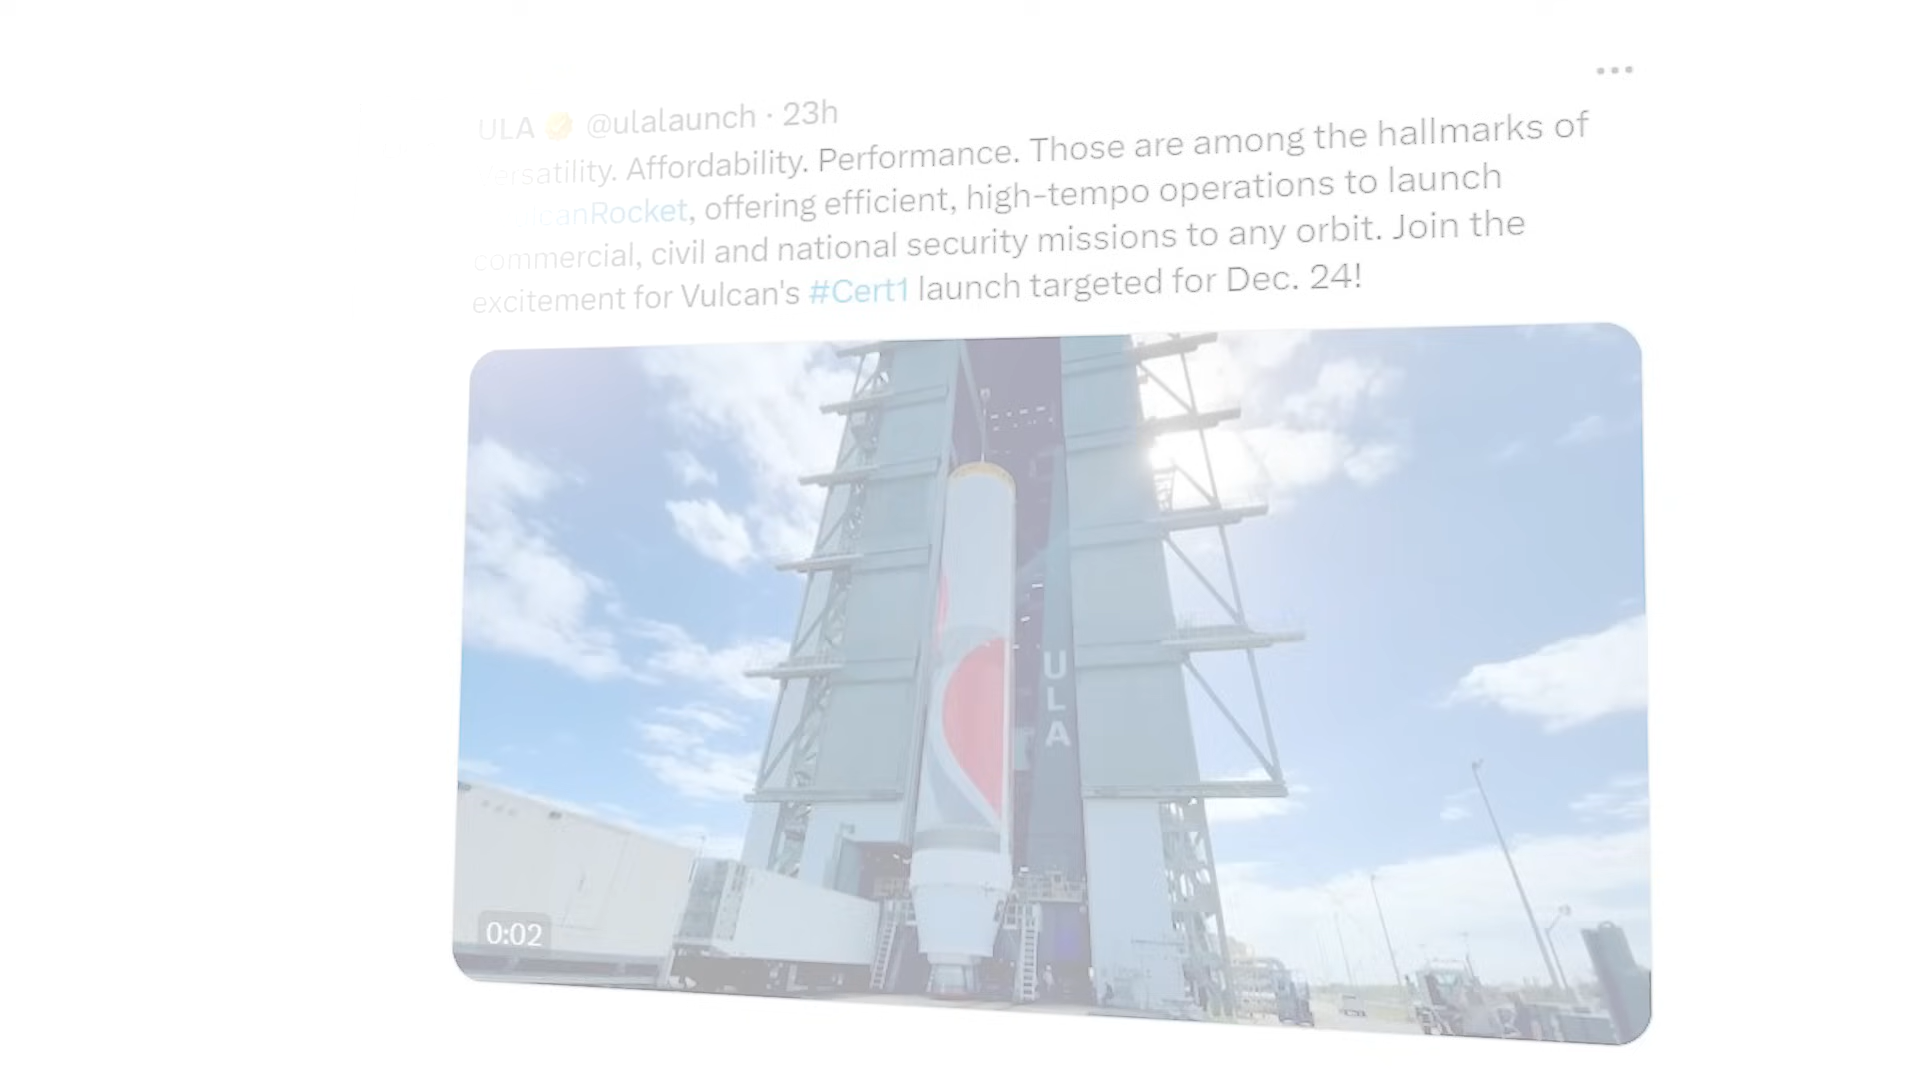 ULA @ulalaunch · 23h
ersatility. Affordability. Performance. Those are among the hallmarks of
lcanRocket, offering efficient, high-tempo operations to launch
commercial, civil and national security missions to any orbit. Join the
excitement for Vulcan's #Cert1 launch targeted for Dec. 24!
ULA
0:02